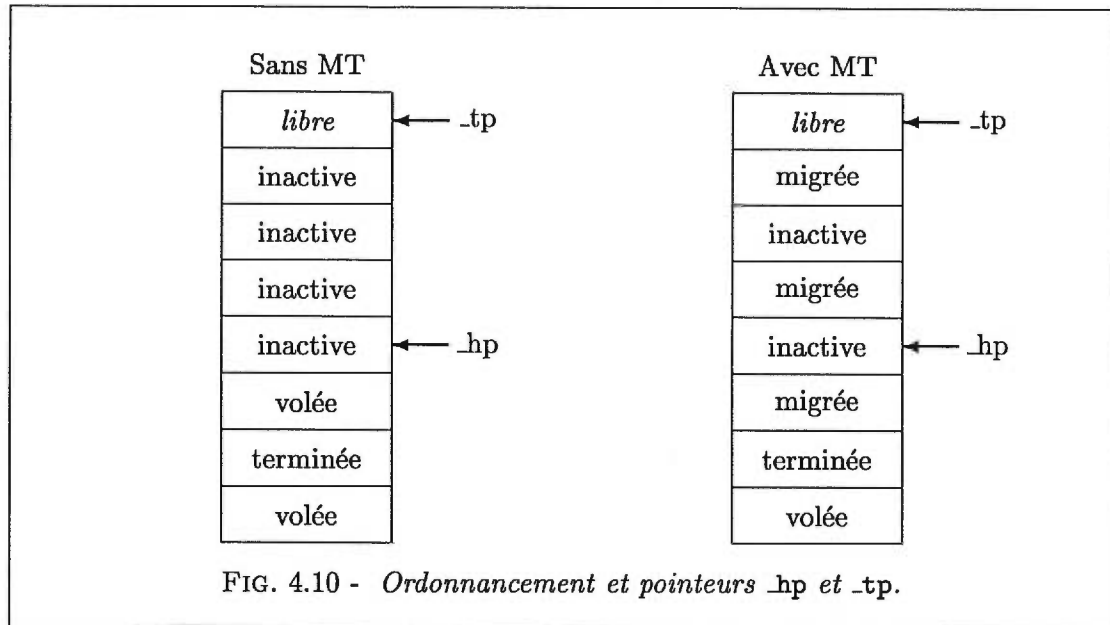 Sans MT
libre
_tp
inactive
inactive
inactive
inactive
_hp
volée
terminée
volée
Avec MT
libre
_tp
migrée
inactive
migrée
inactive
_hp
migrée
terminée
volée
FIG. 4.10 - Ordonnancement et pointeurs _hp et _tp.